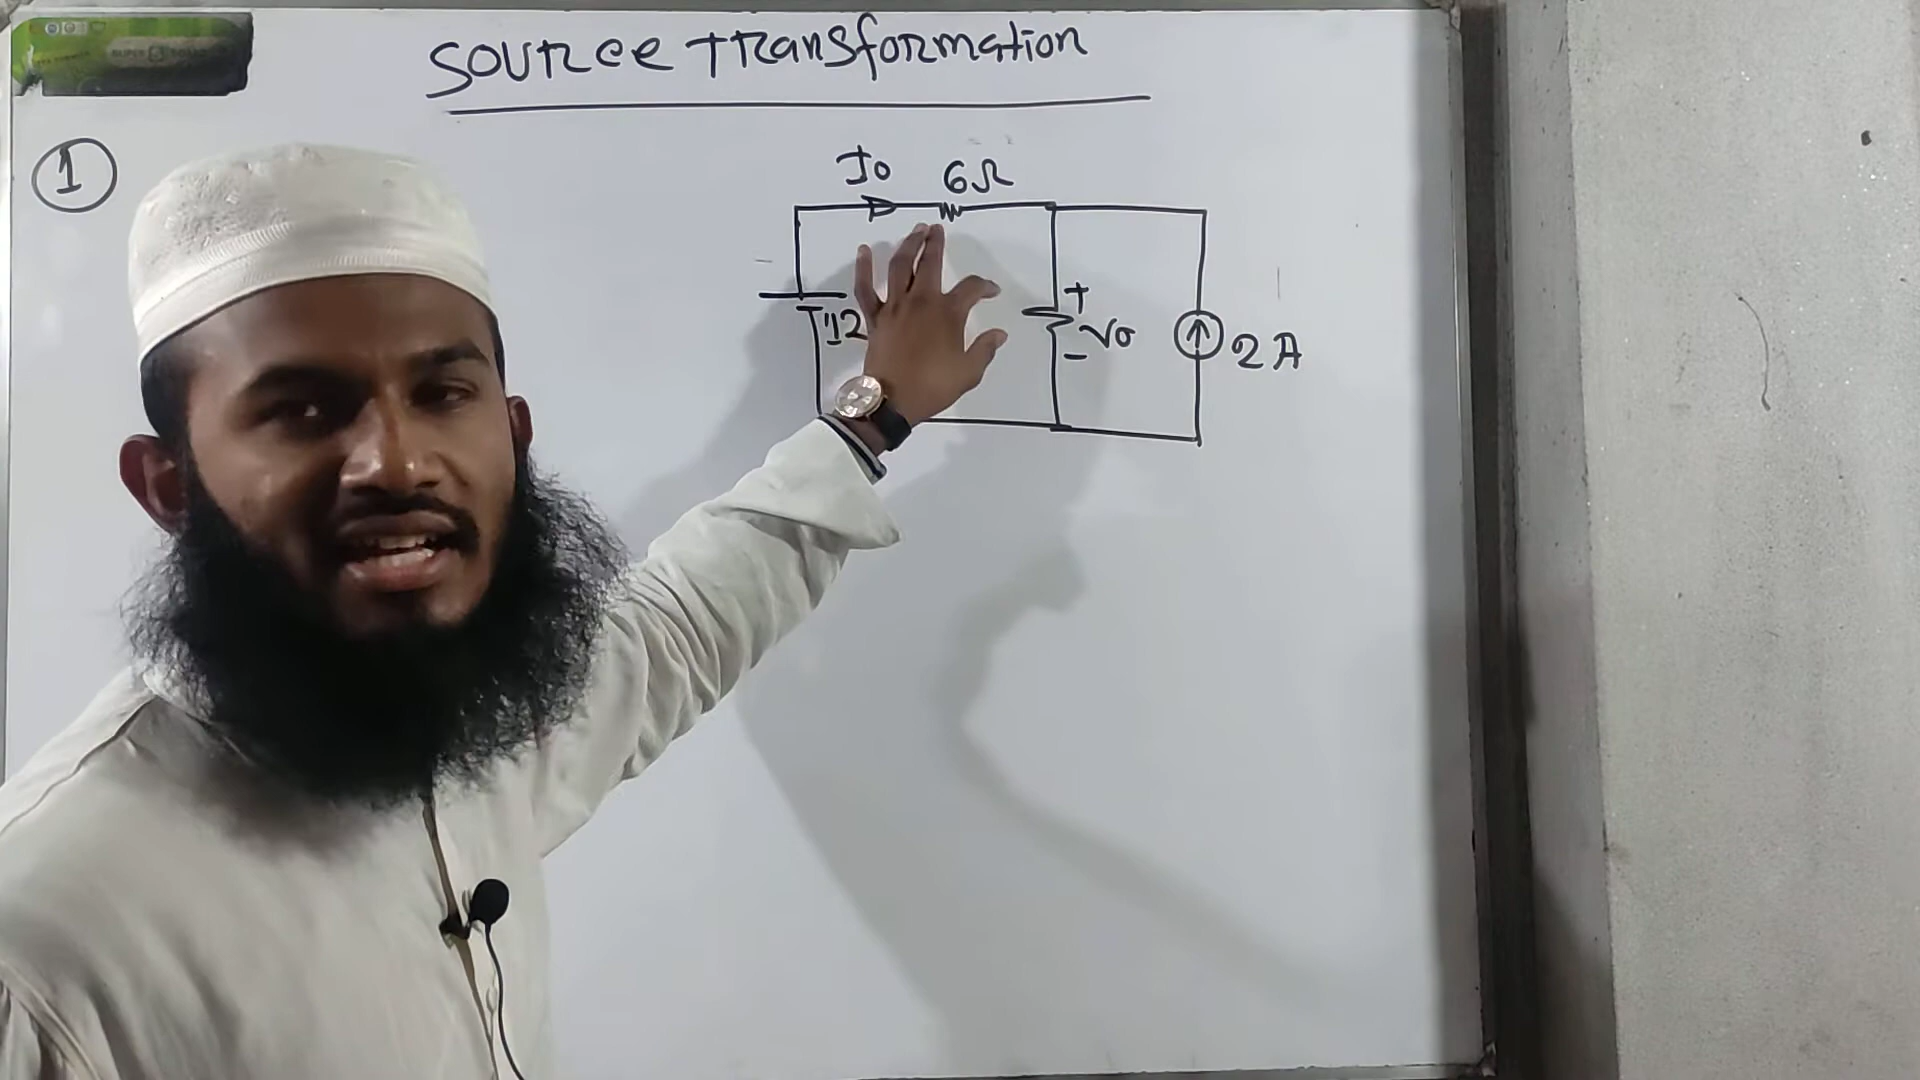 Source Transformation
1
Io 6Ω
12
+
Vo
-
2A